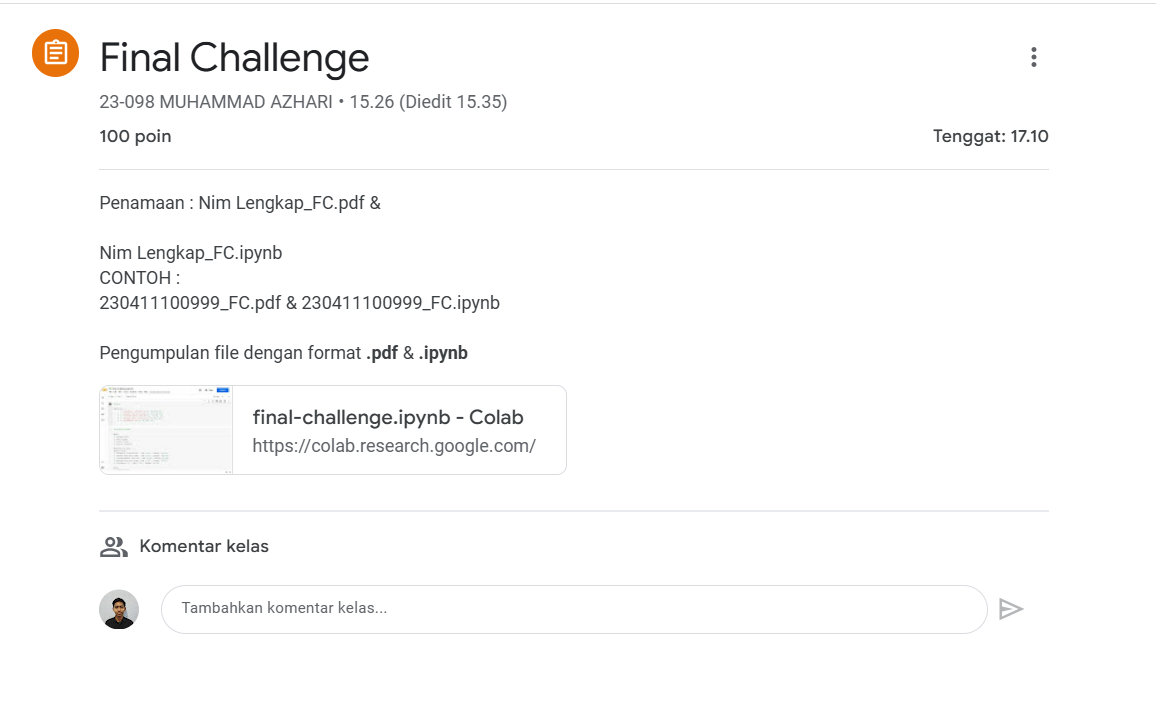 Final Challenge
23-098 MUHAMMAD AZHARI • 15.26 (Diedit 15.35)
100 poin
Tenggat: 17.10
Penamaan : Nim Lengkap_FC.pdf &
Nim Lengkap_FC.ipynb
CONTOH :
230411100999_FC.pdf & 230411100999_FC.ipynb
Pengumpulan file dengan format .pdf & .ipynb
final-challenge.ipynb - Colab
https://colab.research.google.com/
Komentar kelas
Tambahkan komentar kelas...